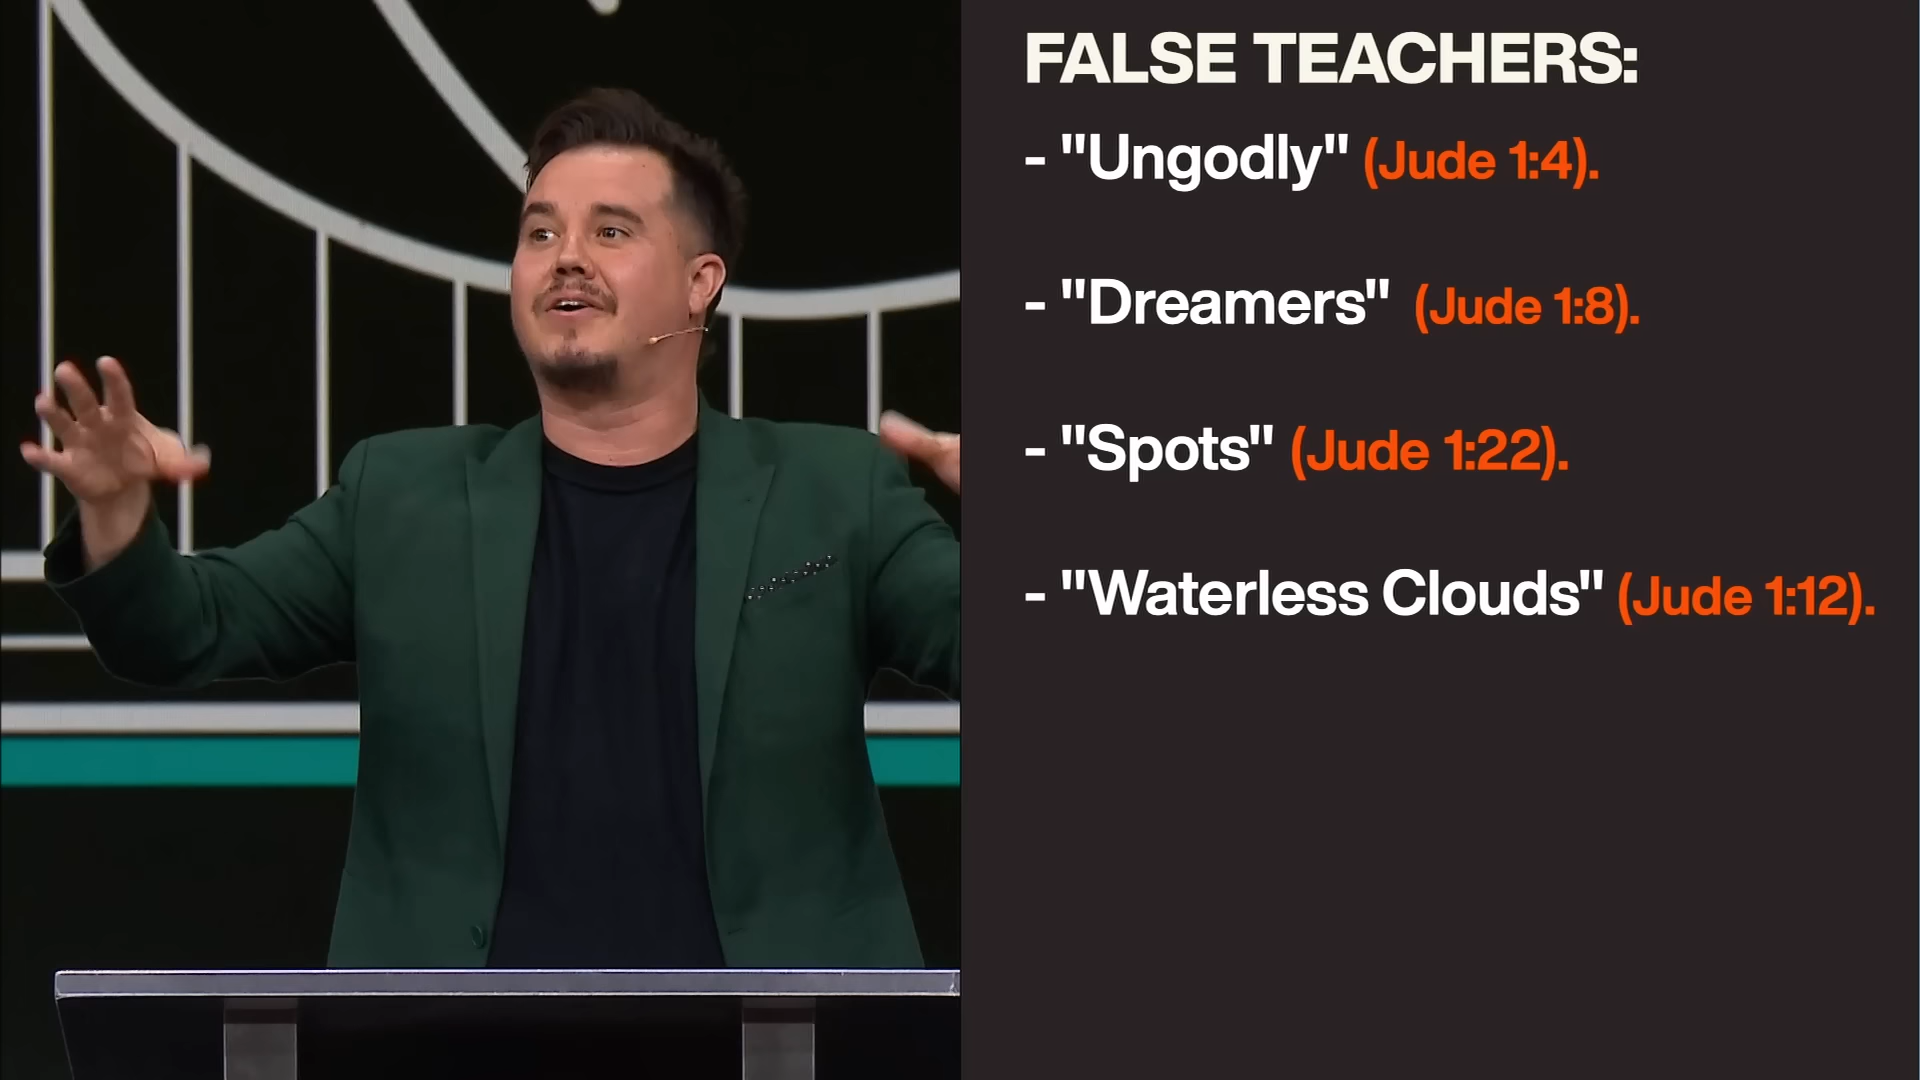 FALSE TEACHERS:
- "Ungodly" (Jude 1:4).
- "Dreamers" (Jude 1:8).
- "Spots" (Jude 1:22).
- "Waterless Clouds" (Jude 1:12).